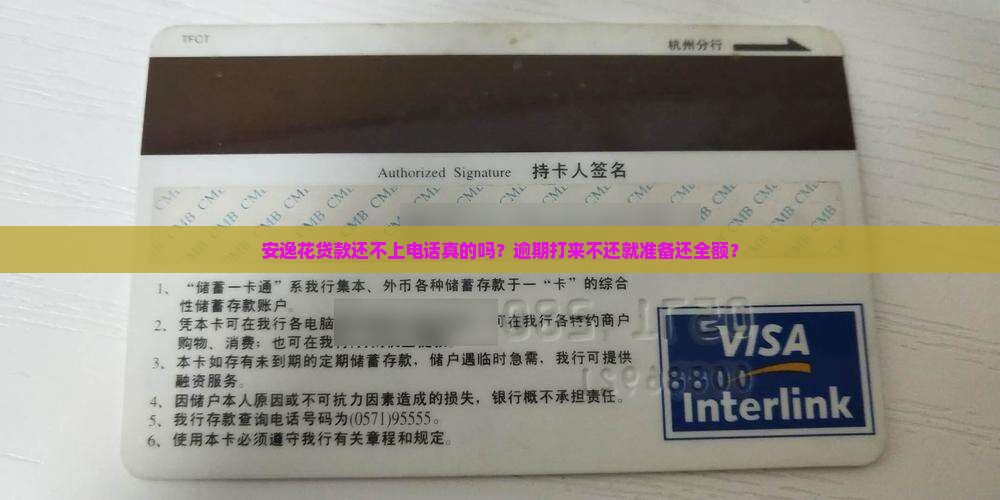 TFCT
杭州分行
Authorized Signature 持卡人签名
CMB CMB CMB CMB CMB CMB
安逸花贷款还不上电话真的吗？逾期打来不还就准备还全额？
1、“储蓄一卡通”系我行集本、外币各种储蓄存款于一“卡”的综合
性储蓄存款账户
2、凭本卡可在我行各电脑 可在我行各特约商户
购物、消费；也可在我
3、本卡如存有未到期的定期储蓄存款，储户遇临时急需，我行可提供
融资服务。
4、因储户本人原因或不可抗力因素造成的损失，银行概不承担责任。
5、我行存款查询电话号码为(0571)95555。
6、使用本卡必须遵守我行有关章程和规定。
VISA
Interlink